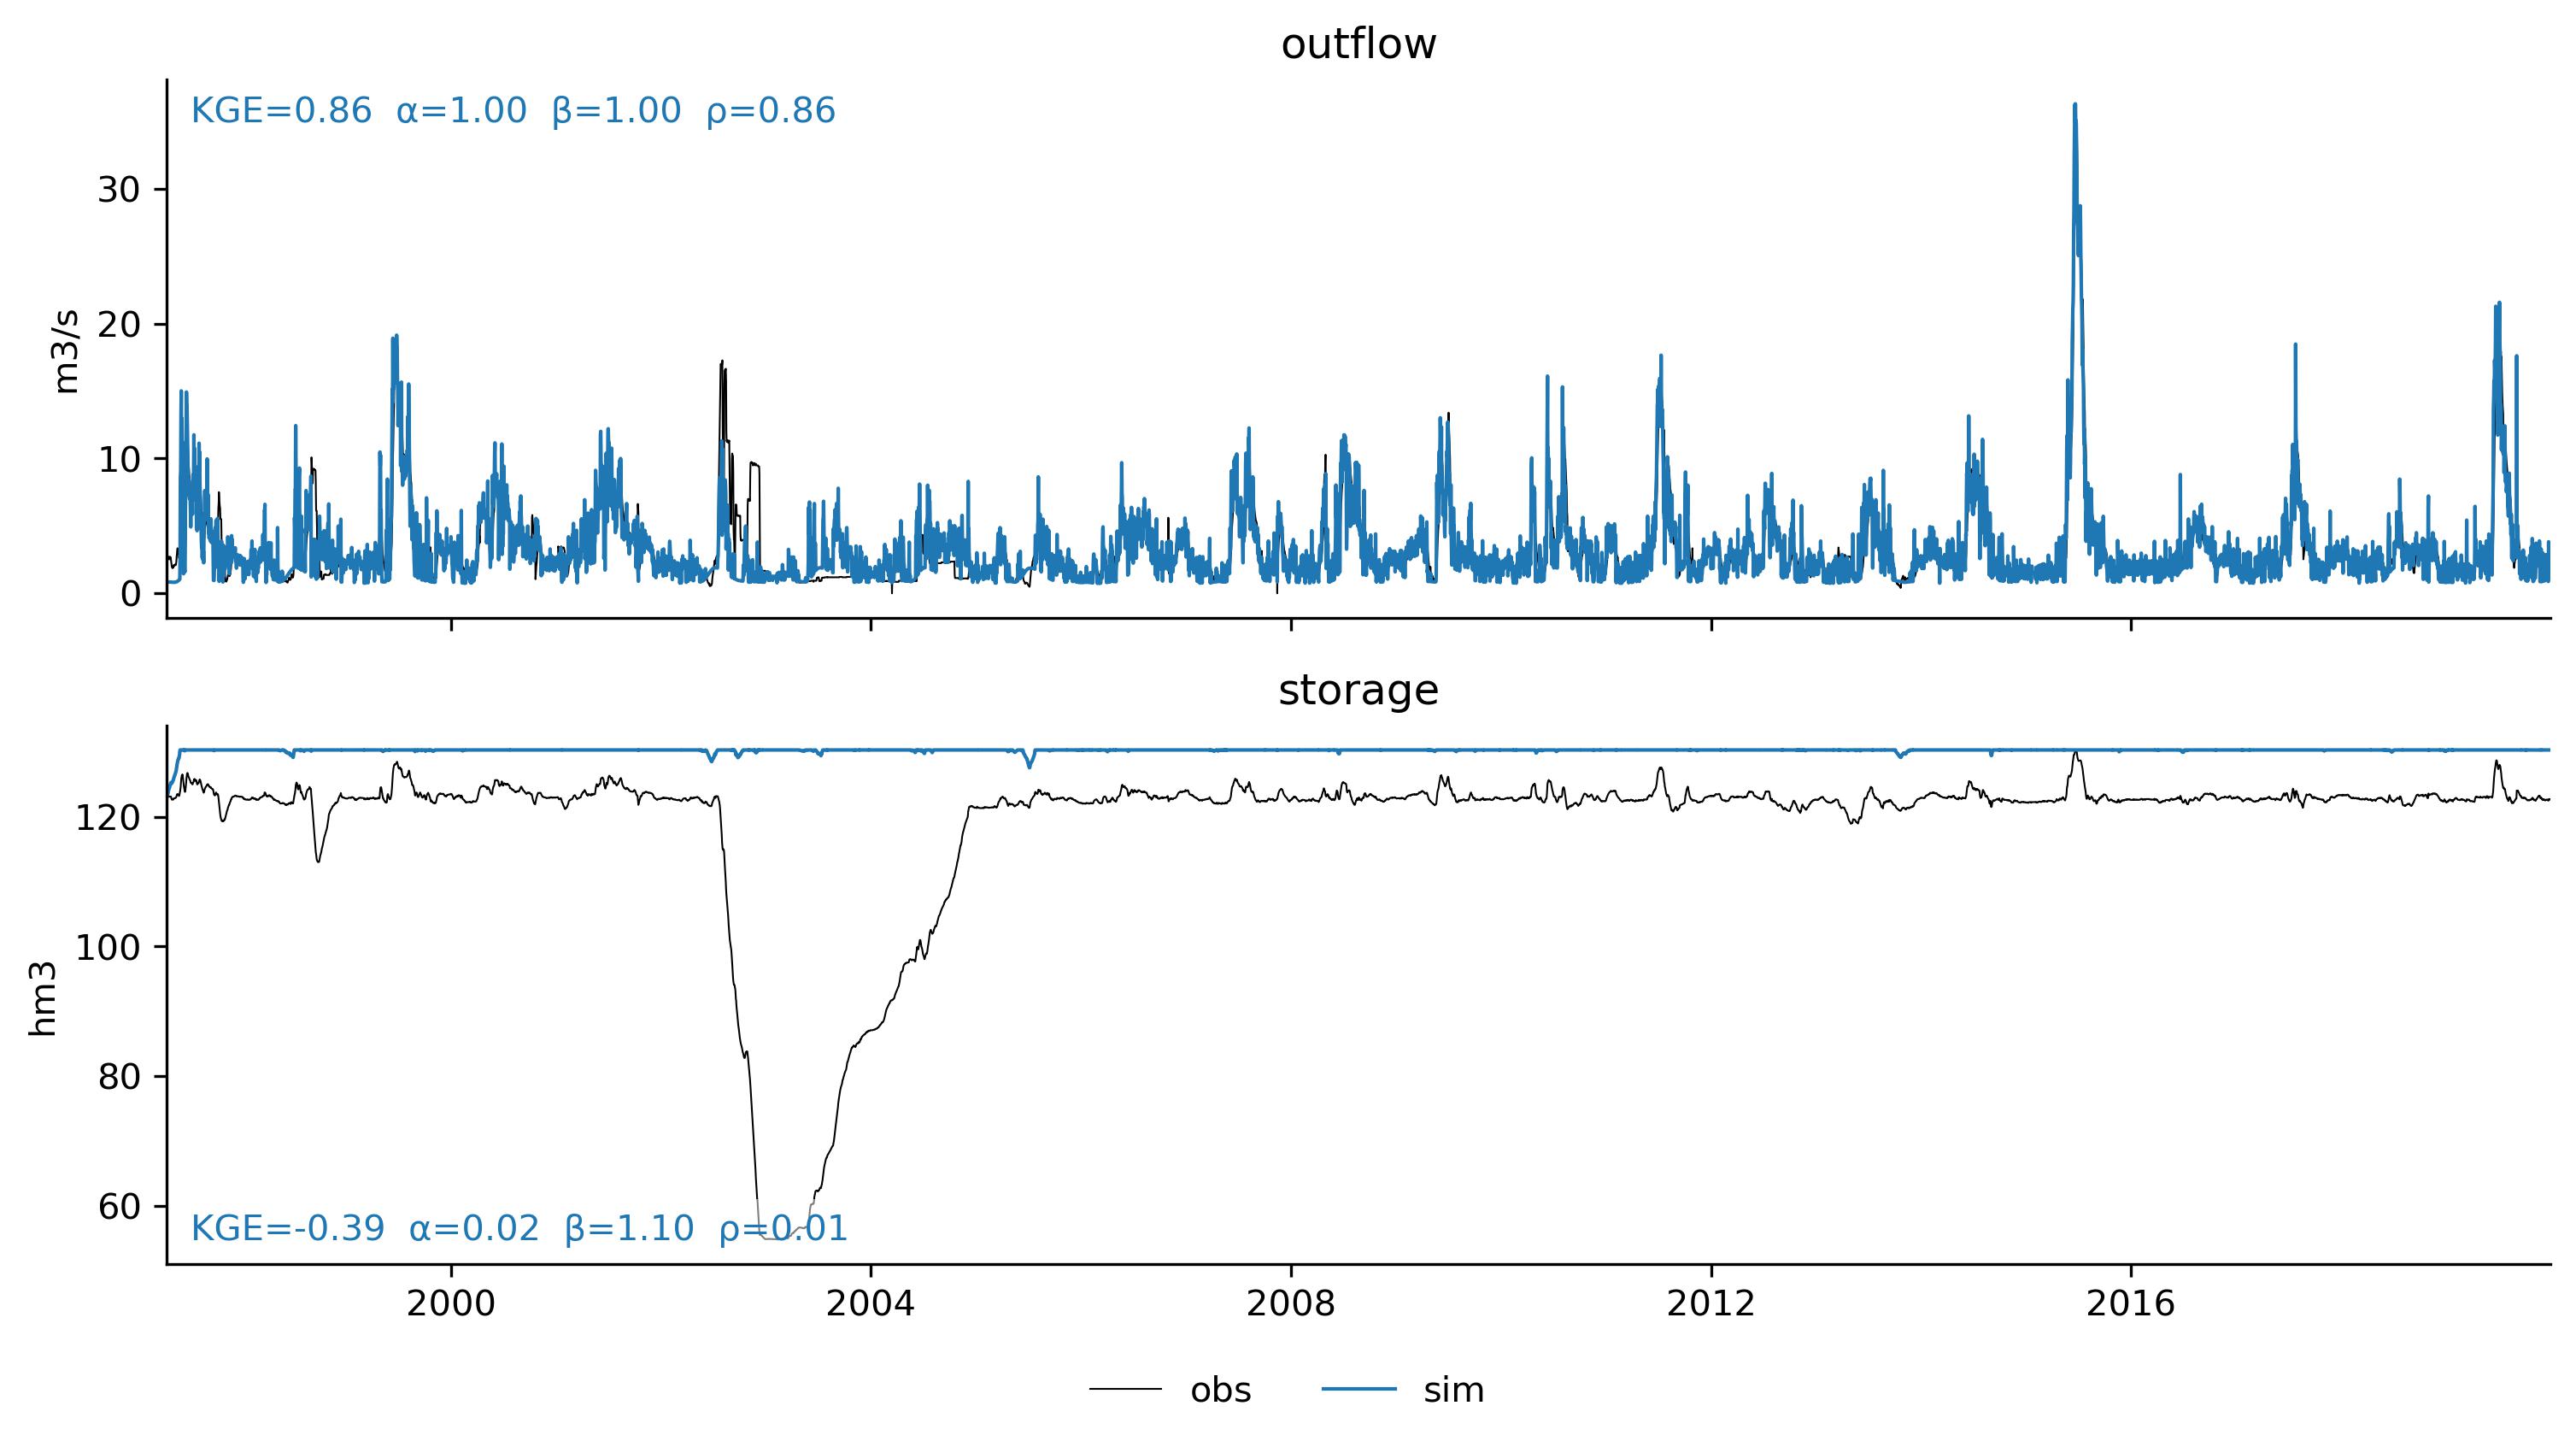 outflow
KGE=0.86 α=1.00 β=1.00 ρ=0.86
30
20
10
0
m3/s
storage
120
100
80
60
hm3
KGE=-0.39 α=0.02 β=1.10 ρ=0.01
2000 2004 2008 2012 2016
obs sim